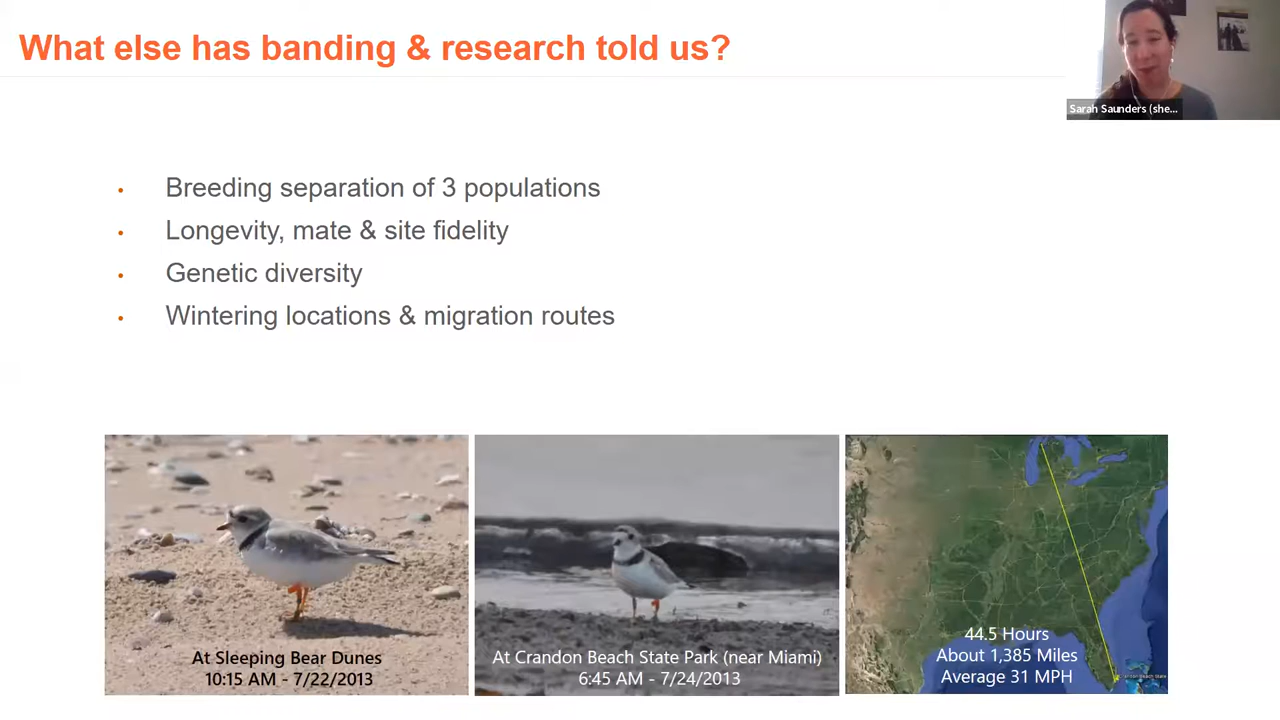 What else has banding & research told us?
Sarah Saunders (she...
• Breeding separation of 3 populations
• Longevity, mate & site fidelity
• Genetic diversity
• Wintering locations & migration routes
At Sleeping Bear Dunes
10:15 AM - 7/22/2013
At Crandon Beach State Park (near Miami)
6:45 AM - 7/24/2013
44.5 Hours
About 1,385 Miles
Average 31 MPH